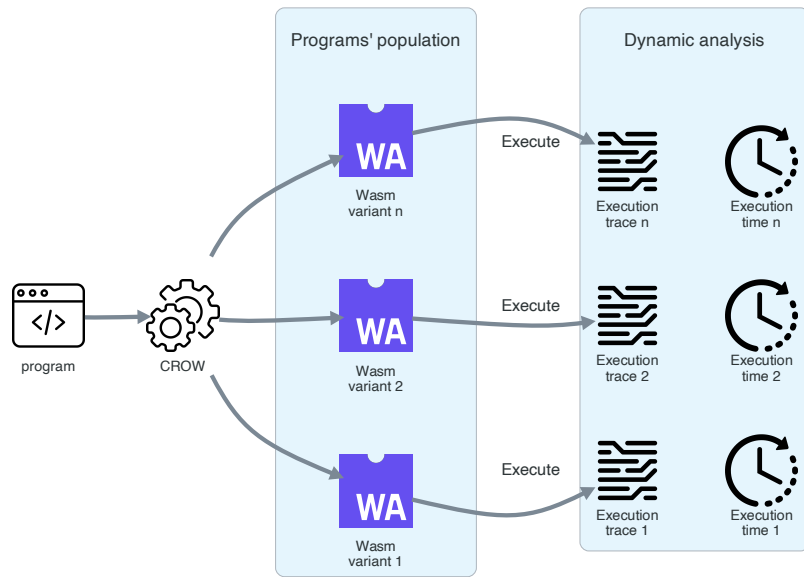 Programs' population
Dynamic analysis
WA
Wasm
variant n
Execute
Execution
trace n
Execution
time n
</>
program
CROW
WA
Wasm
variant 2
Execute
Execution
trace 2
Execution
time 2
WA
Wasm
variant 1
Execute
Execution
trace 1
Execution
time 1